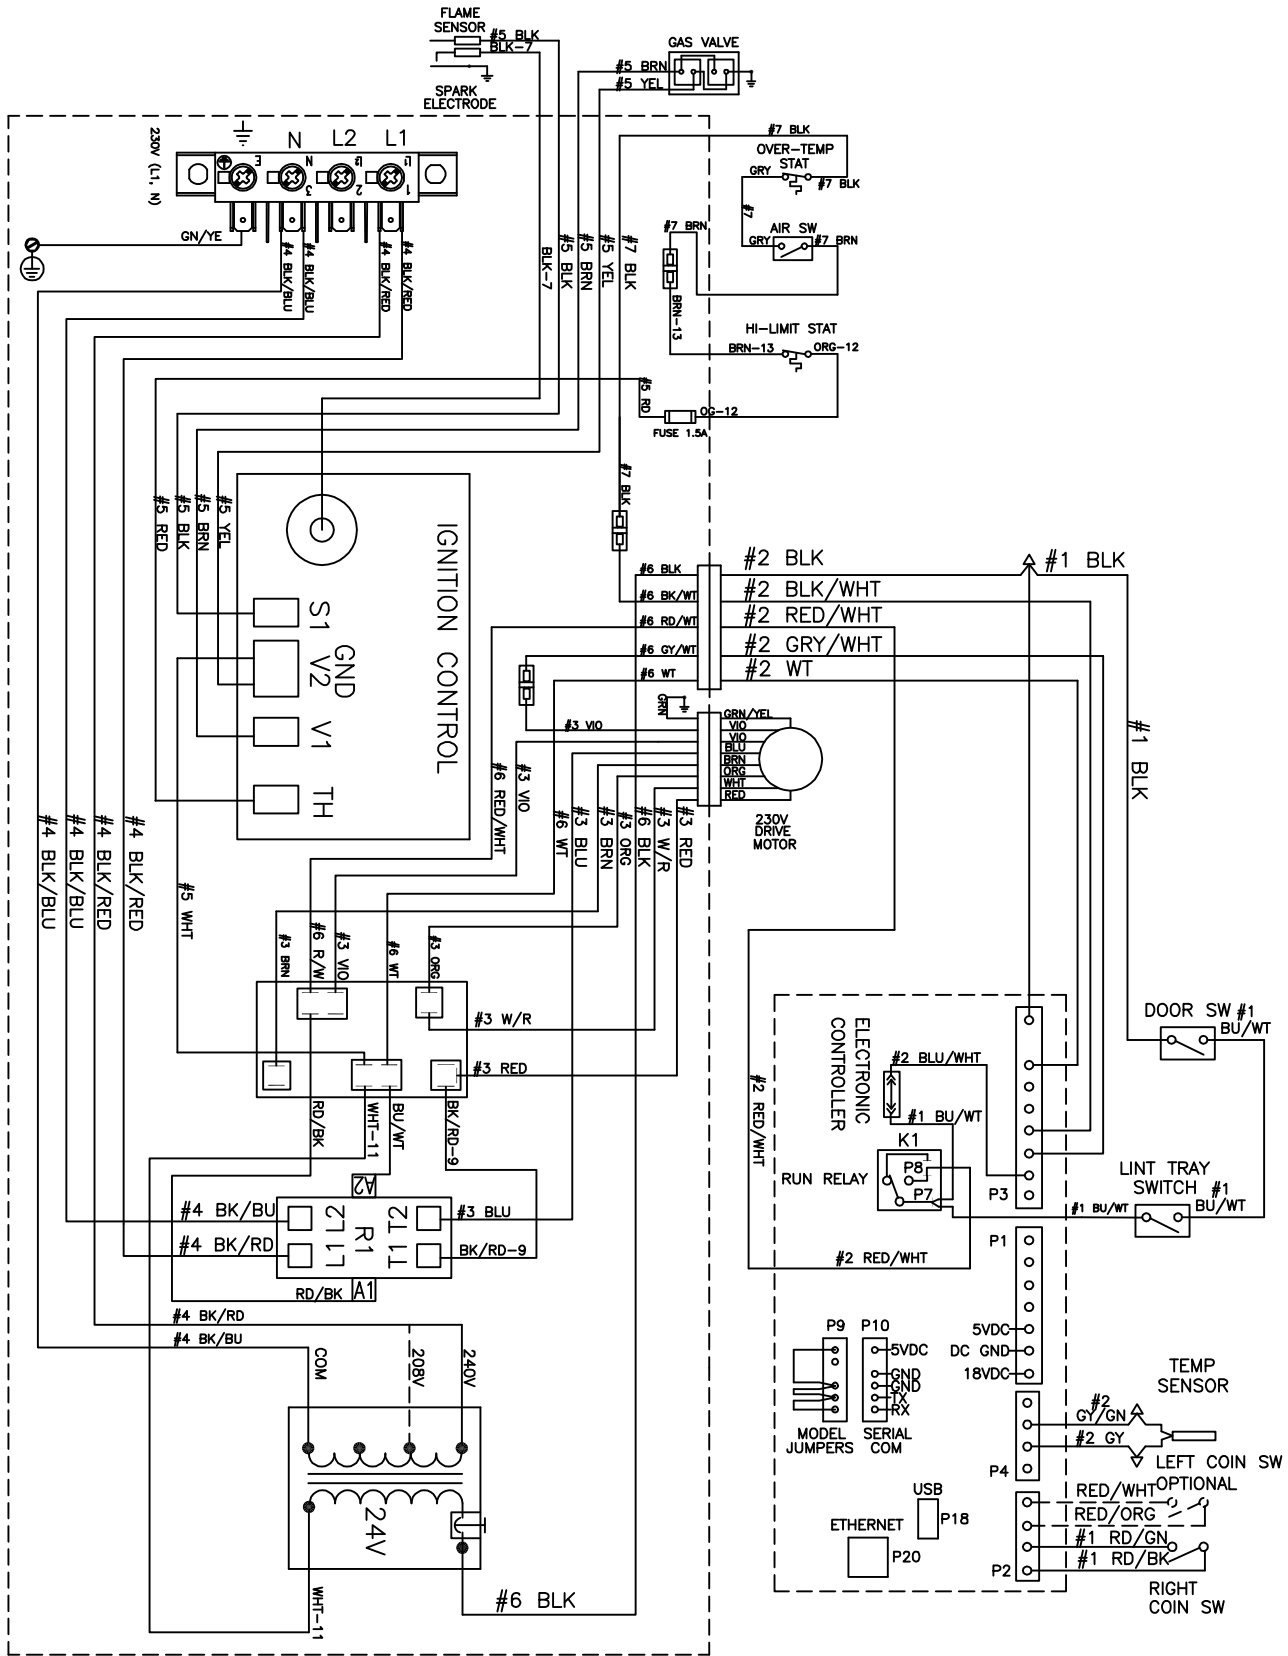 FLAME
SENSOR
#5 BLK
BLK-7
SPARK
ELECTRODE
GAS VALVE
#5 BRN
#5 YEL
230V (L1, N)
N
L2
L1
E
N
L2
L1
3
2
1
GN/YE
#4 BLK/BLU
#4 BLK/BLU
#4 BLK/RED
#4 BLK/RED
BLK-7
#5 BLK
#5 BRN
#5 YEL
#7 BLK
#7 BLK
OVER-TEMP
STAT
GRY
#7 BLK
#7
AIR SW
GRY
#7 BRN
#7 BRN
BRN-13
HI-LIMIT STAT
BRN-13
ORG-12
#5 RD
OG-12
FUSE 1.5A
#7 BLK
#5 RED
#5 BLK
#5 BRN
#5 YEL
IGNITION CONTROL
S1
GND
V2
V1
TH
#6 BLK
#6 BK/WT
#6 RD/WT
#6 GY/WT
#6 WT
#2 BLK
#2 BLK/WHT
#2 RED/WHT
#2 GRY/WHT
#2 WT
#1 BLK
#1 BLK
GRN
GRN/YEL
VIO
VIO
BLU
BRN
ORG
WHT
RED
230V
DRIVE
MOTOR
#3 VIO
#6 RED/WHT
#3 VIO
#6 WT
#3 BLU
#3 BRN
#3 ORG
#6 BLK
#3 W/R
#3 RED
#4 BLK/BLU
#4 BLK/BLU
#4 BLK/RED
#4 BLK/RED
#5 WHT
#3 BRN
#6 R/W
#3 VIO
#6 WT
#3 ORG
#3 W/R
#3 RED
RD/BK
WHT-11
BU/WT
BK/RD-9
A2
#4 BK/BU
#4 BK/RD
L2
L1
R1
T2
T1
#3 BLU
BK/RD-9
RD/BK
A1
#4 BK/RD
#4 BK/BU
COM
208V
240V
24V
WHT-11
#6 BLK
ELECTRONIC
CONTROLLER
#2 BLU/WHT
#1 BU/WT
K1
RUN RELAY
P8
P7
P3
#2 RED/WHT
#2 RED/WHT
DOOR SW
#1
BU/WT
LINT TRAY
SWITCH
#1
BU/WT
#1 BU/WT
P1
5VDC
DC GND
18VDC
P9
P10
5VDC
GND
GND
TX
RX
MODEL
JUMPERS
SERIAL
COM
TEMP
SENSOR
#2
GY/GN
#2 GY
P4
LEFT COIN SW
OPTIONAL
RED/WHT
RED/ORG
#1 RD/GN
#1 RD/BK
P2
RIGHT
COIN SW
USB
P18
ETHERNET
P20